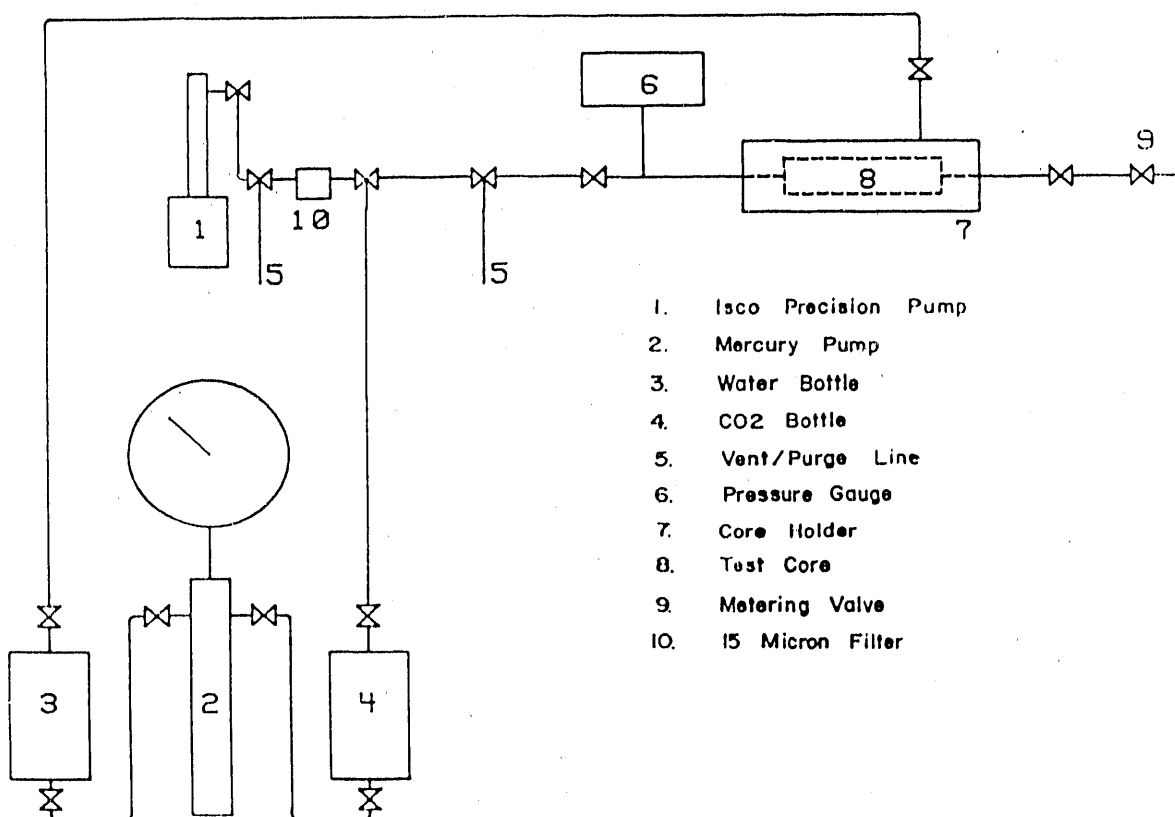 6
9
8
1
10
7
5
5
1. Isco Precision Pump
2. Mercury Pump
3. Water Bottle
4. CO2 Bottle
5. Vent/Purge Line
6. Pressure Gauge
7. Core Holder
8. Test Core
9. Metering Valve
10. 15 Micron Filter
3
2
4